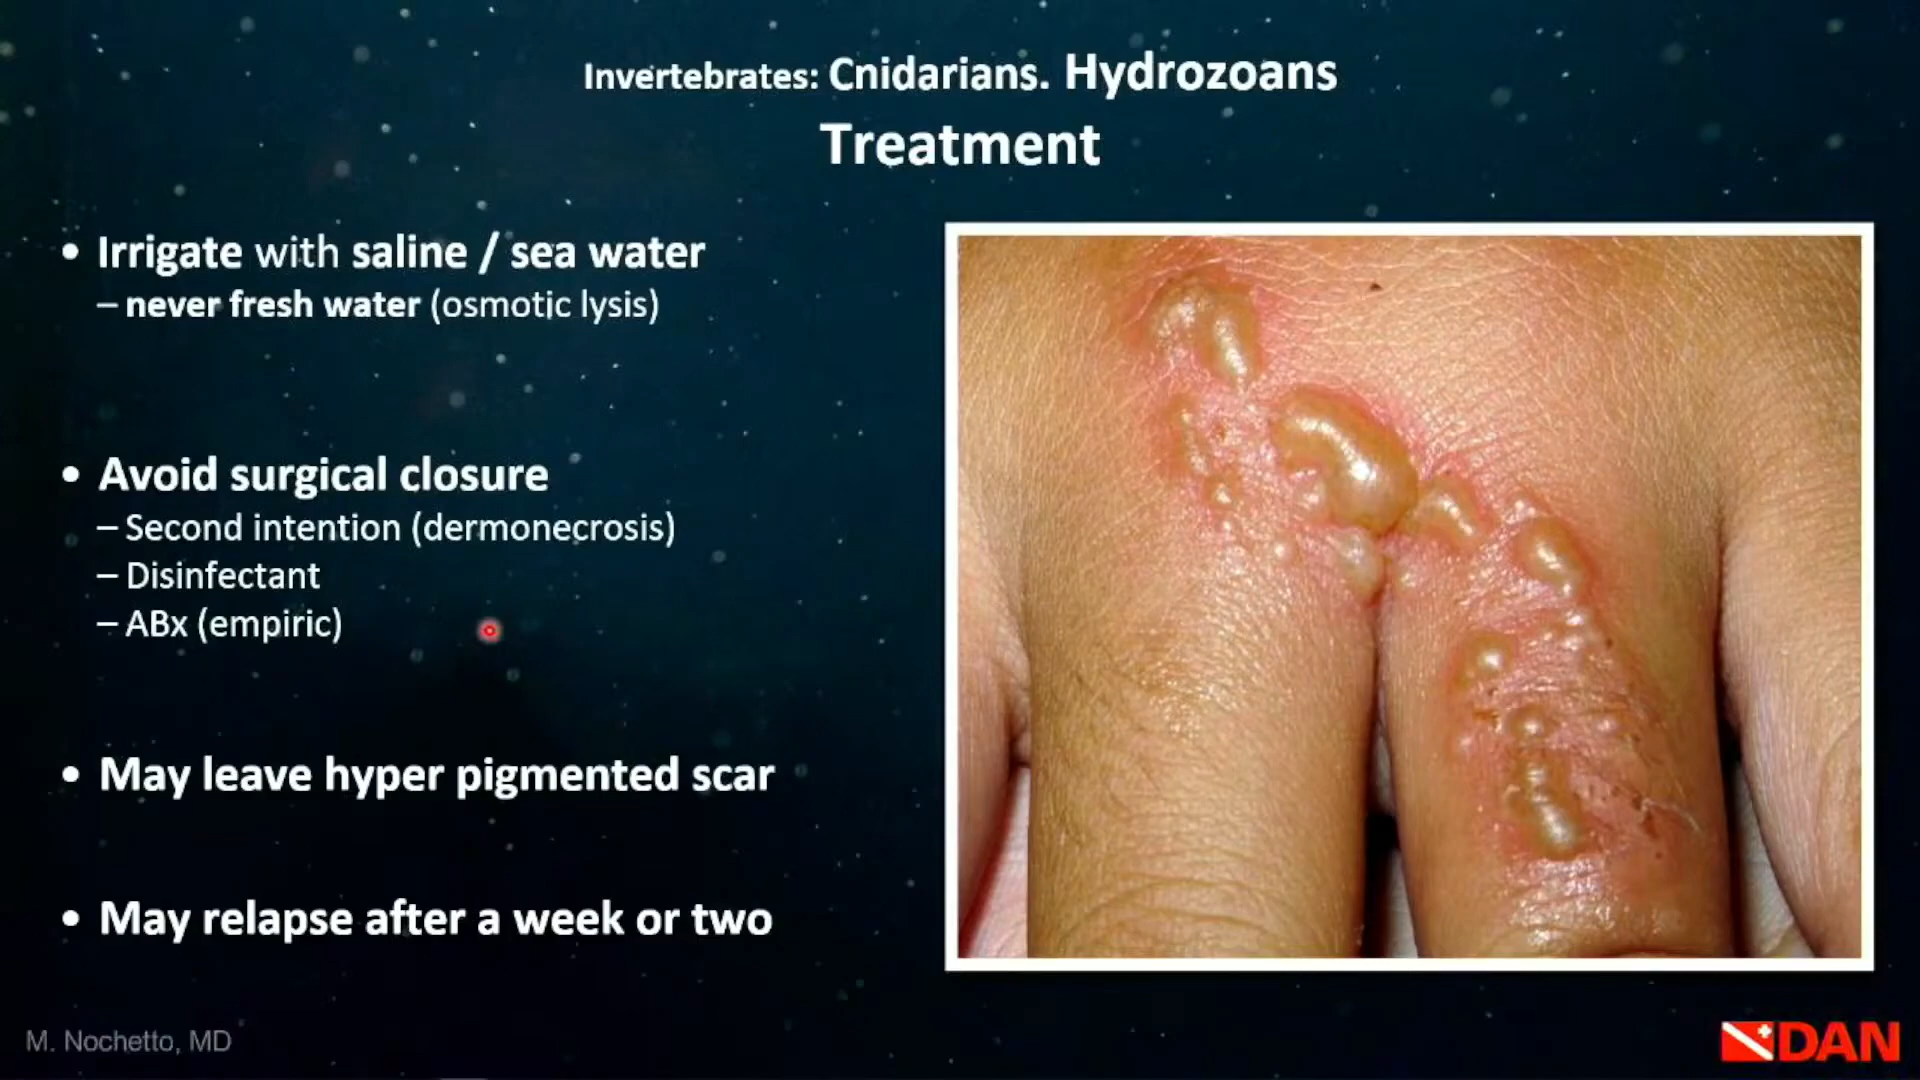 Invertebrates: Cnidarians. Hydrozoans
Treatment
• Irrigate with saline / sea water
– never fresh water (osmotic lysis)
• Avoid surgical closure
– Second intention (dermonecrosis)
– Disinfectant
– ABx (empiric)
• May leave hyper pigmented scar
• May relapse after a week or two
M. Nochetto, MD
DAN